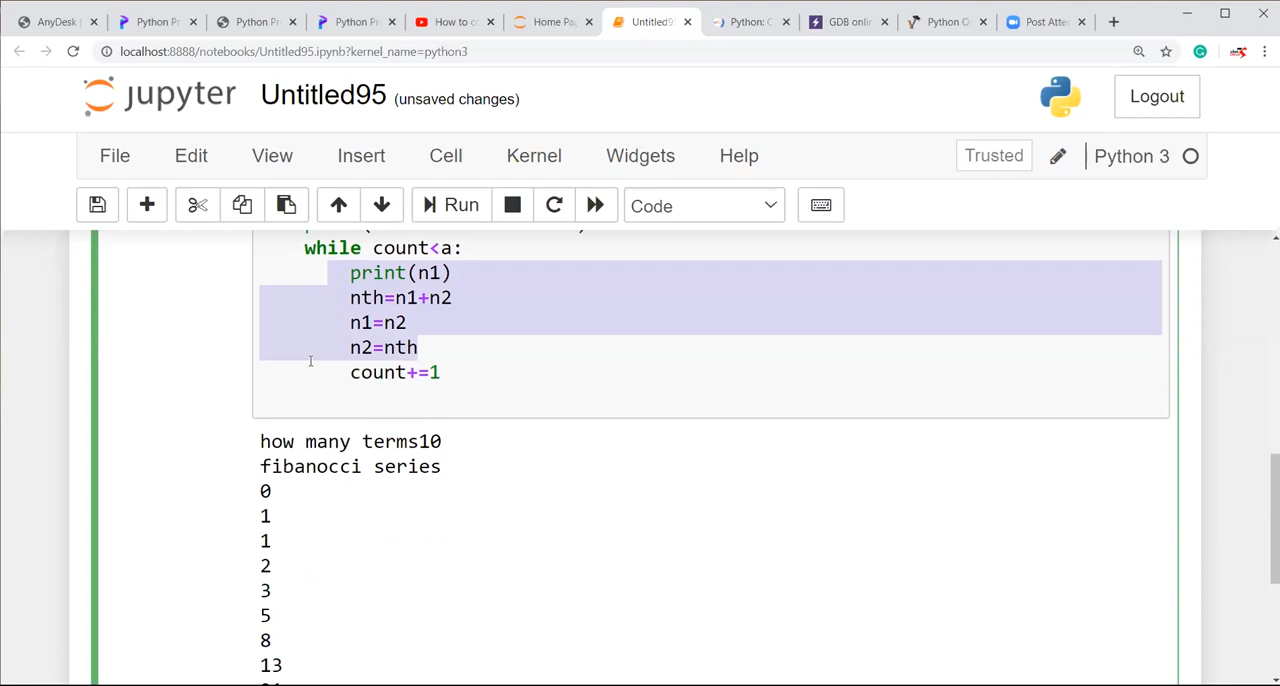 AnyDesk
Python Pr
Python Pr
Python Pr
How to c
Home Pag
Untitled9
Python: C
GDB onlin
Python O
Post Atte
localhost:8888/notebooks/Untitled95.ipynb?kernel_name=python3
jupyter Untitled95 (unsaved changes)
Logout
File Edit View Insert Cell Kernel Widgets Help Trusted Python 3
Run Code
while count<a:
print(n1)
nth=n1+n2
n1=n2
n2=nth
count+=1
how many terms10
fibanocci series
0
1
1
2
3
5
8
13